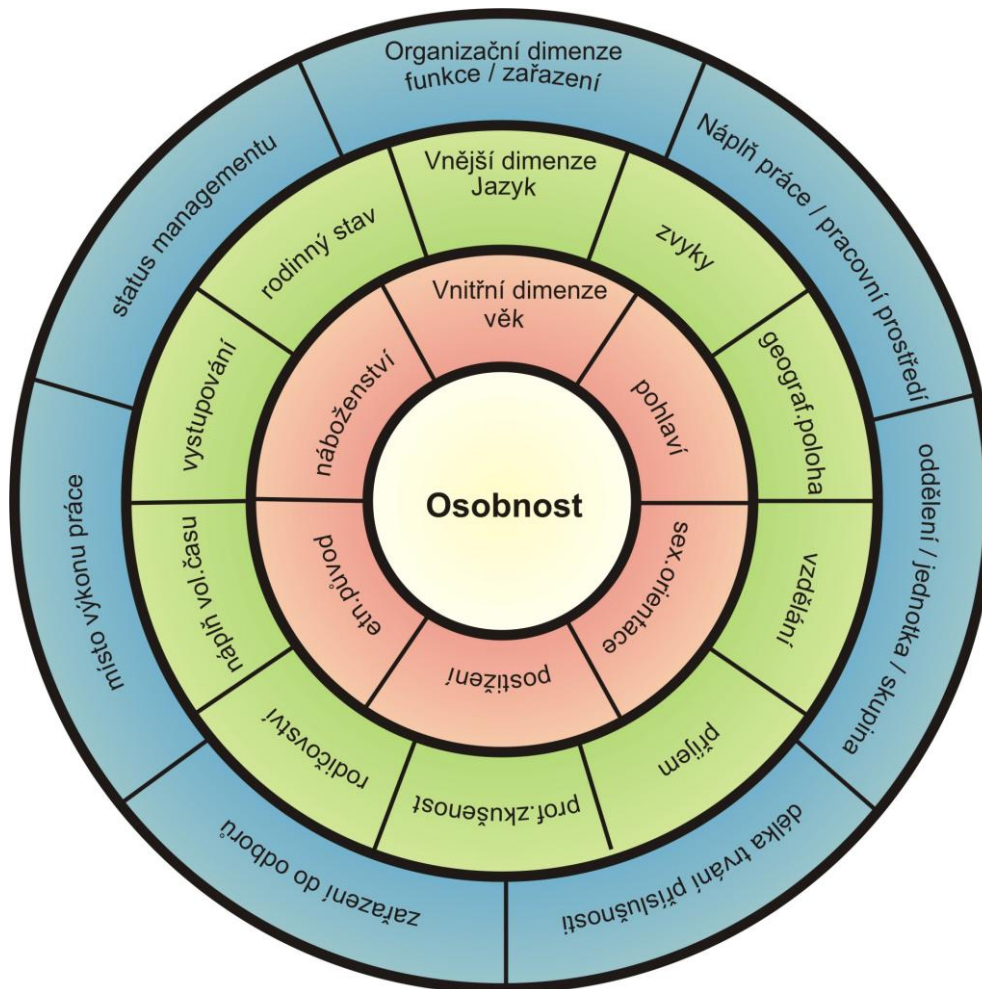 Organizační dimenze
funkce / zařazení
Náplň práce / pracovní prostředí
oddělení / jednotka / skupina
délka trvání příslušnosti
zařazení do odborů
místo výkonu práce
status managementu
Vnější dimenze
Jazyk
zvyky
geograf.poloha
vzdělání
příjem
prof.zkušenost
rodičovství
náplň vol.času
vystupování
rodinný stav
Vnitřní dimenze
věk
pohlaví
sex.orientace
postižení
etn.původ
náboženství
Osobnost